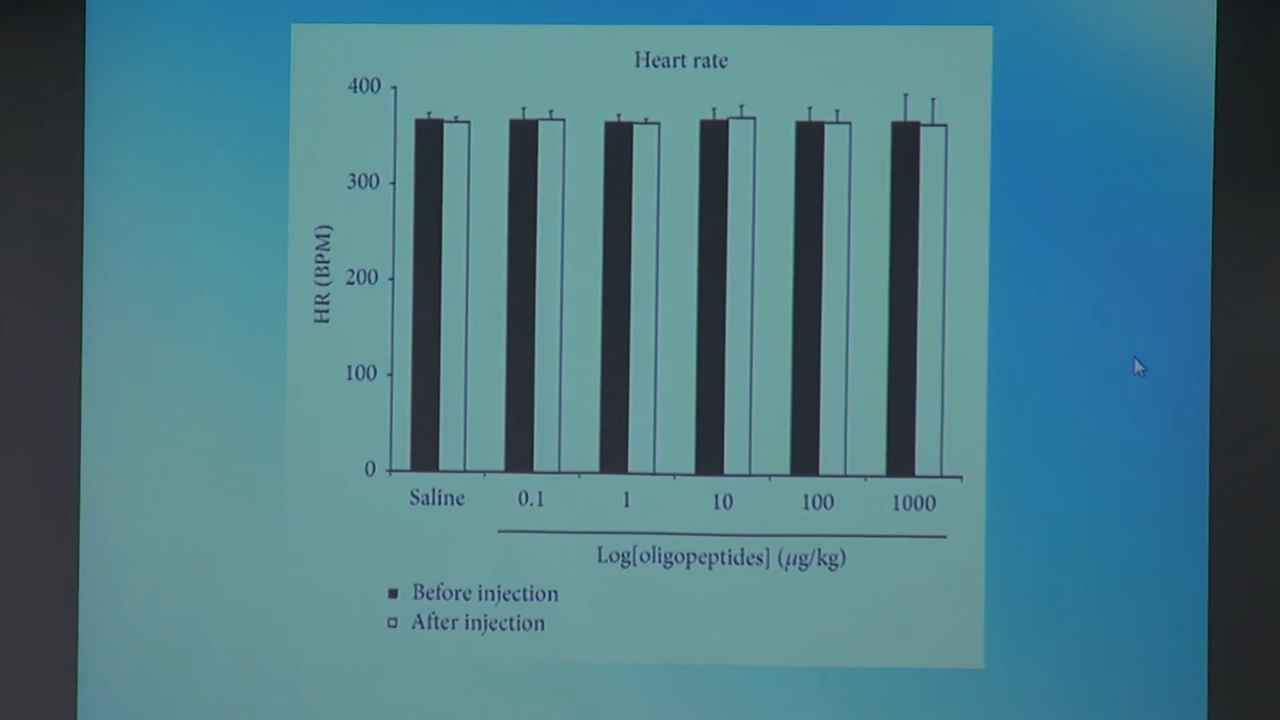 Heart rate
400
300
200
100
0
HR (BPM)
Saline 0.1 1 10 100 1000
Log[oligopeptides] (μg/kg)
Before injection
After injection